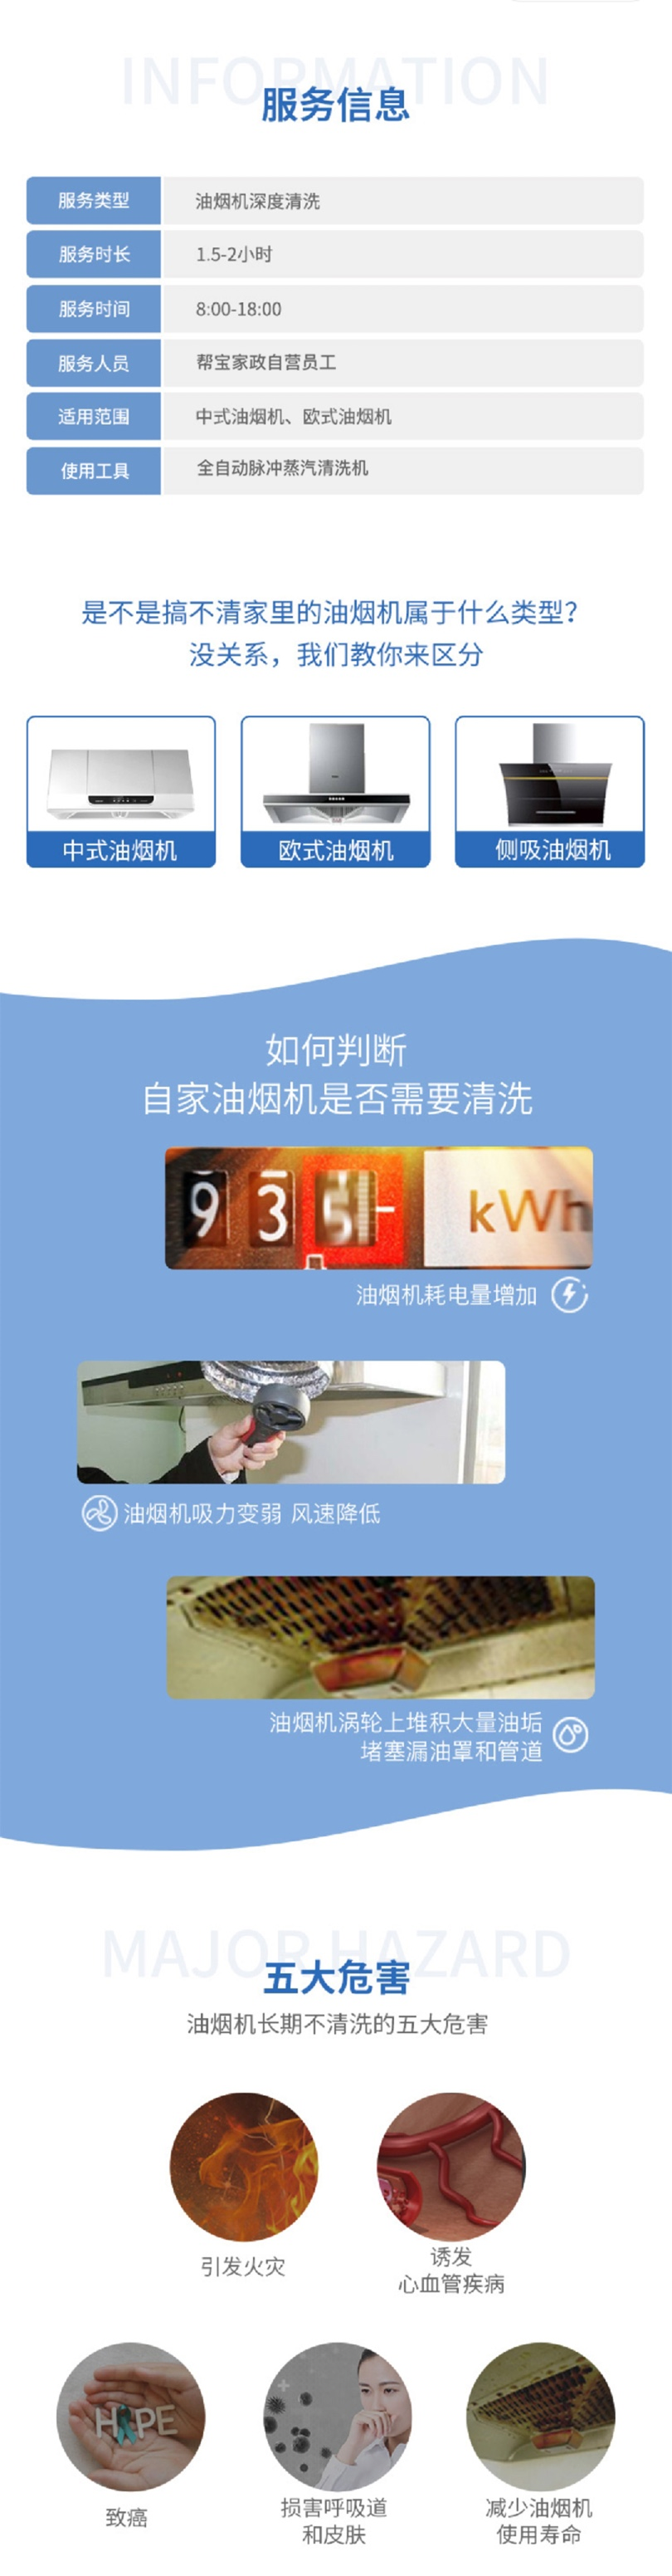 INFORMATION
服务信息
服务类型 油烟机深度清洗
服务时长 1.5-2小时
服务时间 8:00-18:00
服务人员 帮宝家政自营员工
适用范围 中式油烟机、欧式油烟机
使用工具 全自动脉冲蒸汽清洗机
是不是搞不清家里的油烟机属于什么类型?
没关系，我们教你来区分
中式油烟机 欧式油烟机 侧吸油烟机
如何判断
自家油烟机是否需要清洗
9 3 5 kWh
油烟机耗电量增加
油烟机吸力变弱 风速降低
油烟机涡轮上堆积大量油垢
堵塞漏油罩和管道
MAJOR HAZARD
五大危害
油烟机长期不清洗的五大危害
引发火灾
诱发
心血管疾病
HOPE
致癌
损害呼吸道
和皮肤
减少油烟机
使用寿命